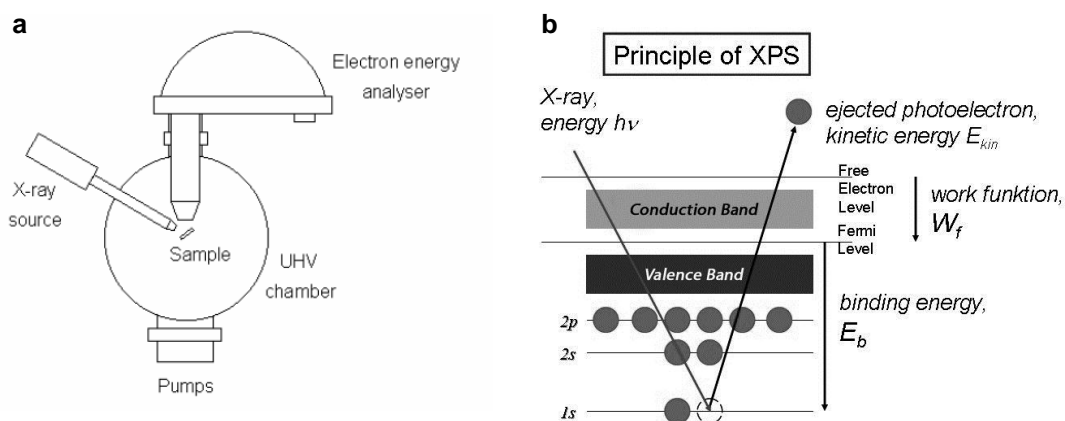 a
Electron energy
analyser
X-ray
source
Sample
UHV
chamber
Pumps
b
Principle of XPS
X-ray,
energy hν
ejected photoelectron,
kinetic energy E_kin
Free
Electron
Level
Conduction Band
work funktion,
W_f
Fermi
Level
Valence Band
binding energy,
E_b
2p
2s
1s